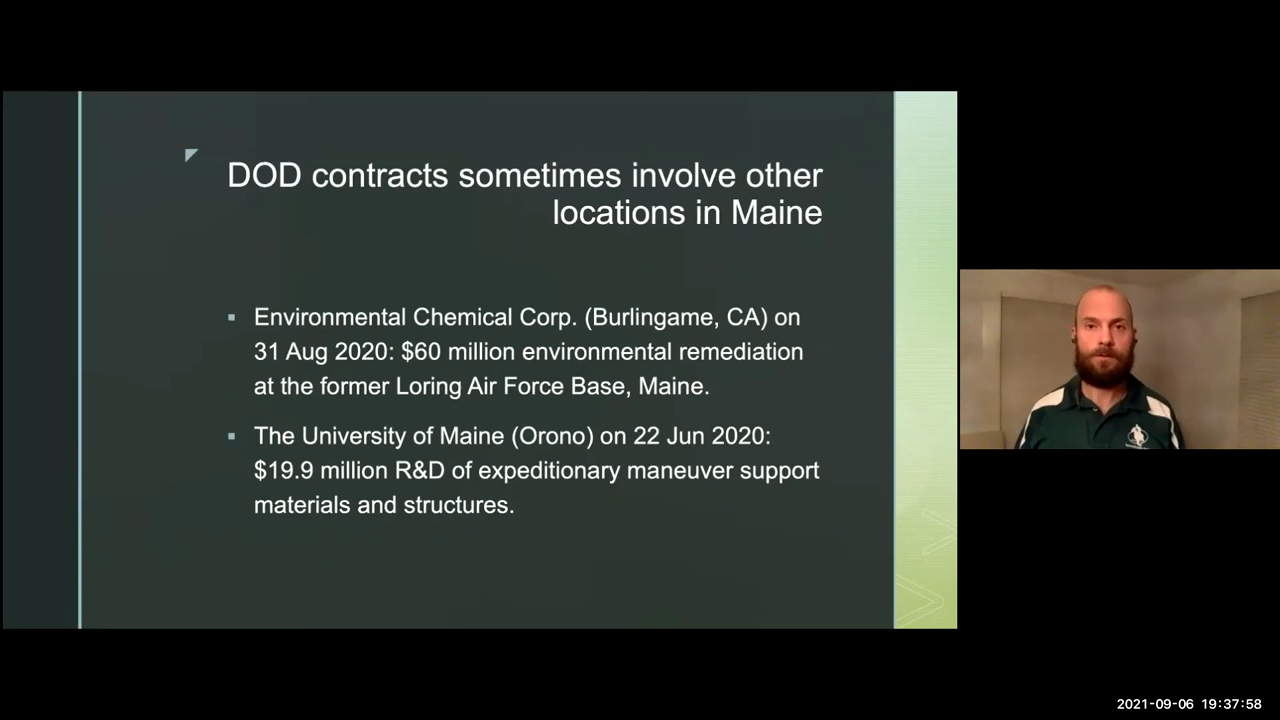 DOD contracts sometimes involve other
locations in Maine
▪ Environmental Chemical Corp. (Burlingame, CA) on
31 Aug 2020: $60 million environmental remediation
at the former Loring Air Force Base, Maine.
▪ The University of Maine (Orono) on 22 Jun 2020:
$19.9 million R&D of expeditionary maneuver support
materials and structures.
2021-09-06 19:37:58